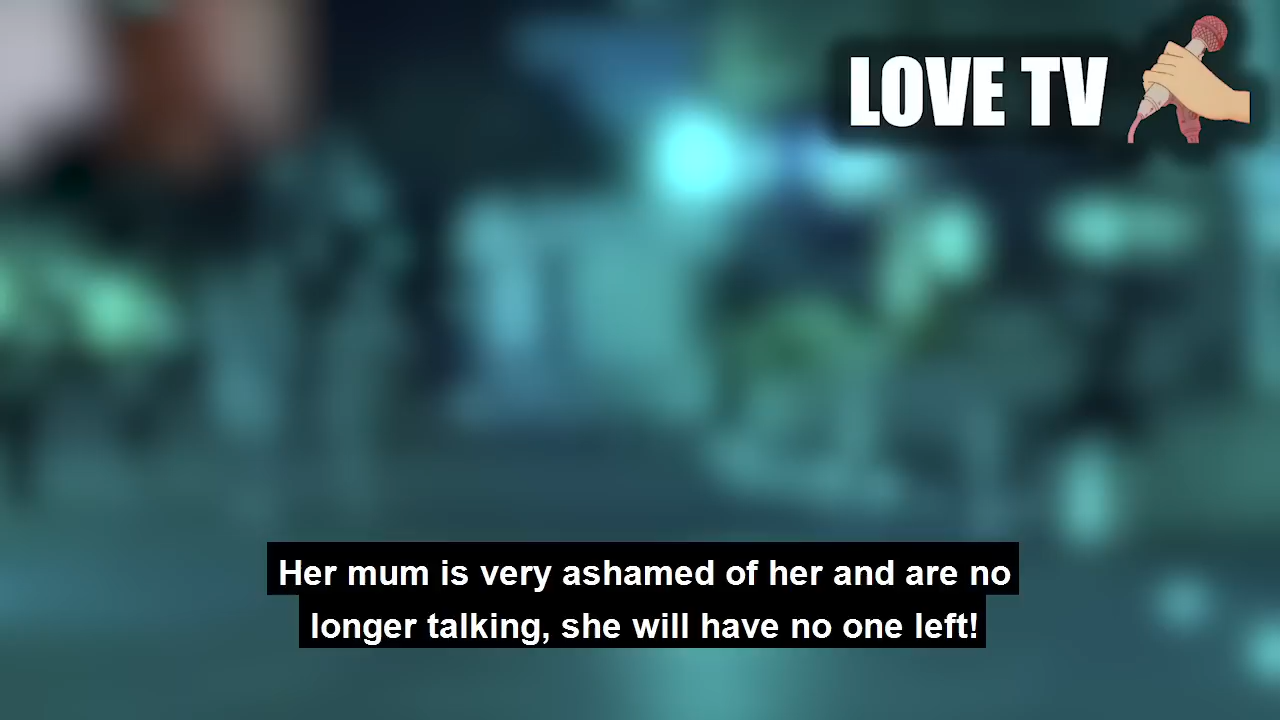 LOVE TV
Her mum is very ashamed of her and are no
longer talking, she will have no one left!